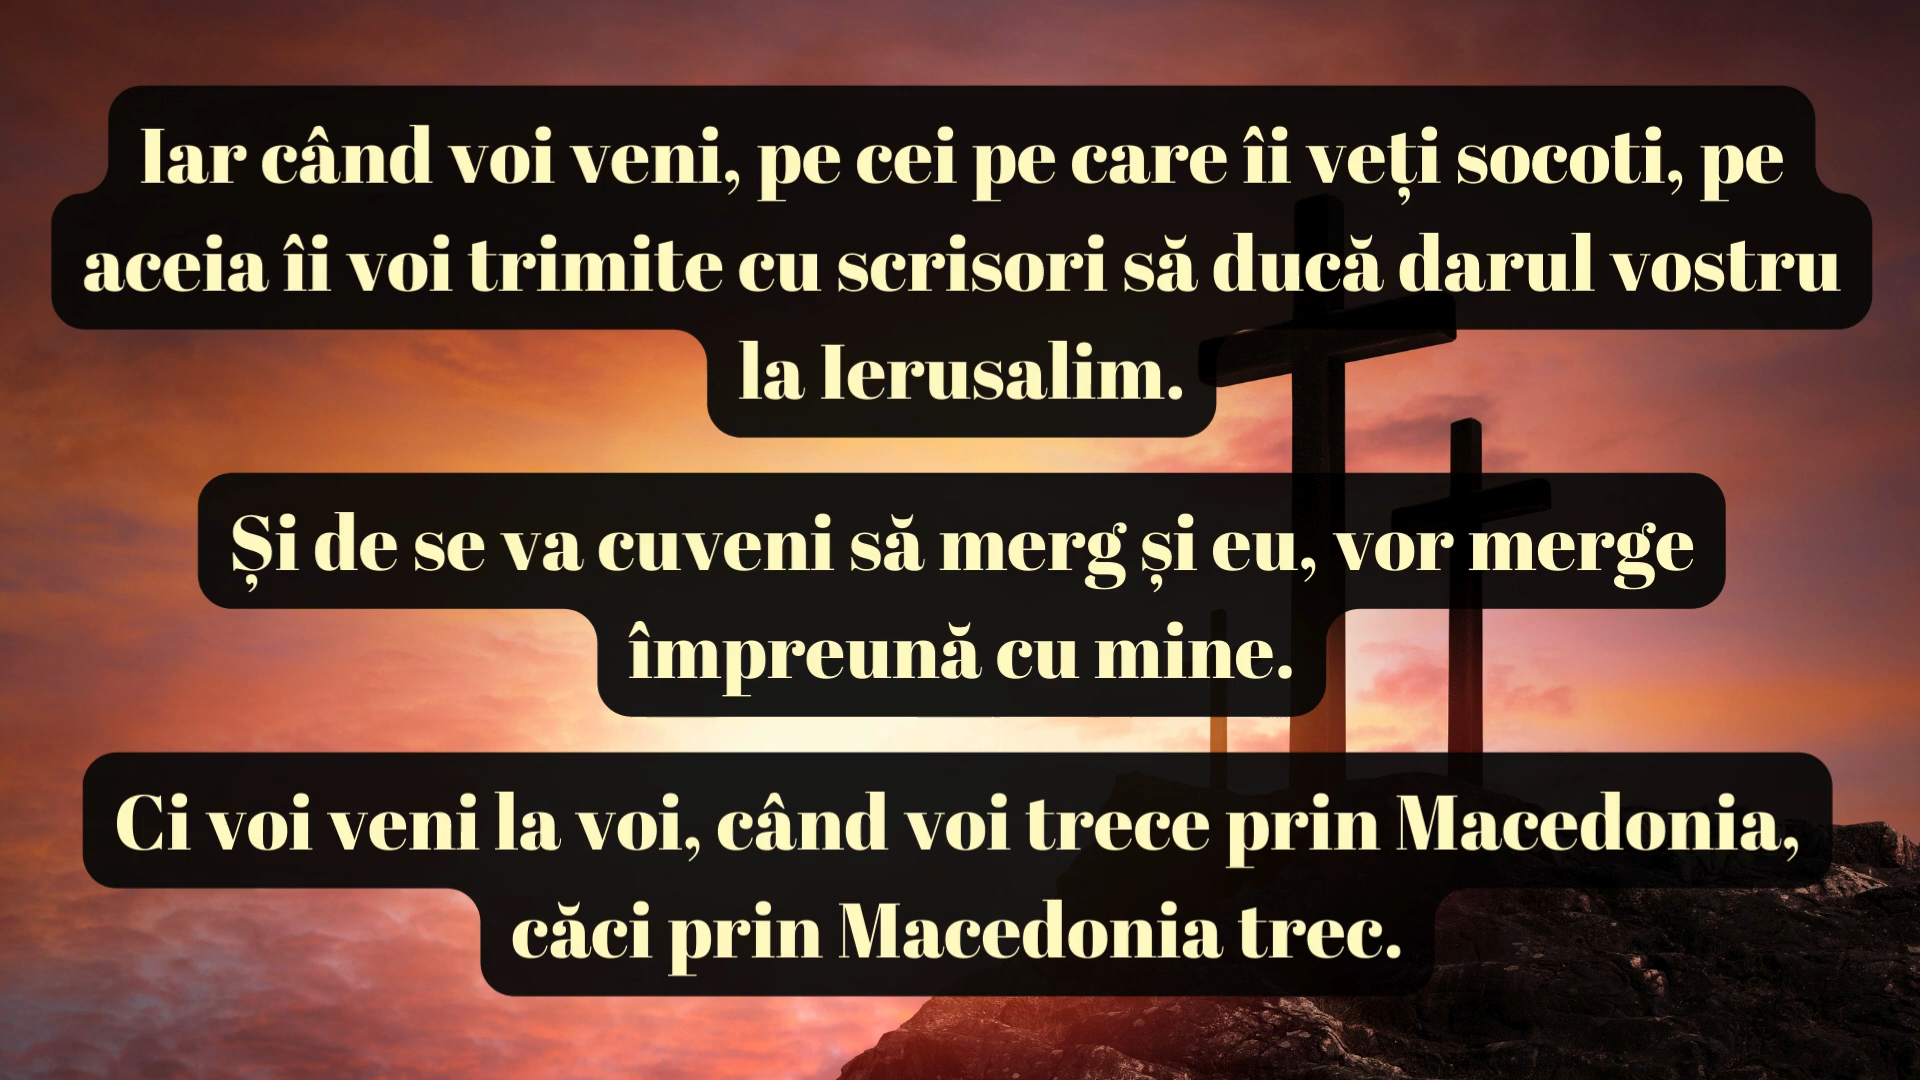 Iar când voi veni, pe cei pe care îi veți socoti, pe
aceia îi voi trimite cu scrisori să ducă darul vostru
la Ierusalim.
Și de se va cuveni să merg și eu, vor merge
împreună cu mine.
Ci voi veni la voi, când voi trece prin Macedonia,
căci prin Macedonia trec.